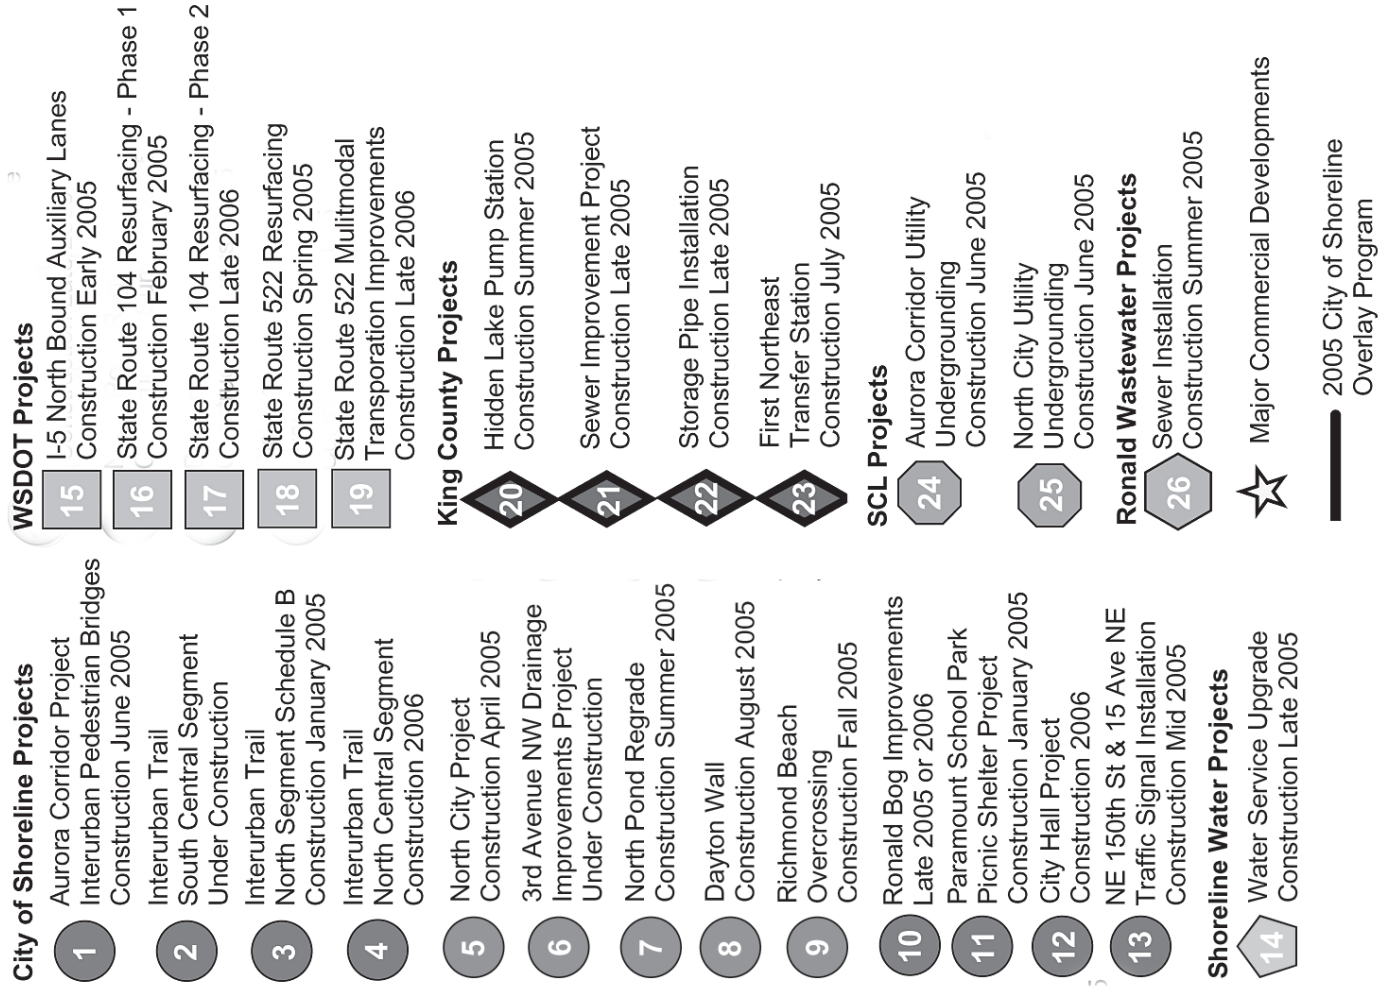 City of Shoreline Projects
1
Aurora Corridor Project
Interurban Pedestrian Bridges
Construction June 2005
2
Interurban Trail
South Central Segment
Under Construction
3
Interurban Trail
North Segment Schedule B
Construction January 2005
4
Interurban Trail
North Central Segment
Construction 2006
5
North City Project
Construction April 2005
6
3rd Avenue NW Drainage
Improvements Project
Under Construction
7
North Pond Regrade
Construction Summer 2005
8
Dayton Wall
Construction August 2005
9
Richmond Beach
Overcrossing
Construction Fall 2005
10
Ronald Bog Improvements
Late 2005 or 2006
11
Paramount School Park
Picnic Shelter Project
Construction January 2005
12
City Hall Project
Construction 2006
13
NE 150th St & 15 Ave NE
Traffic Signal Installation
Construction Mid 2005
Shoreline Water Projects
14
Water Service Upgrade
Construction Late 2005
WSDOT Projects
15
I-5 North Bound Auxiliary Lanes
Construction Early 2005
16
State Route 104 Resurfacing - Phase 1
Construction February 2005
17
State Route 104 Resurfacing - Phase 2
Construction Late 2006
18
State Route 522 Resurfacing
Construction Spring 2005
19
State Route 522 Mulitmodal
Transporation Improvements
Construction Late 2006
King County Projects
20
Hidden Lake Pump Station
Construction Summer 2005
21
Sewer Improvement Project
Construction Late 2005
22
Storage Pipe Installation
Construction Late 2005
23
First Northeast
Transfer Station
Construction July 2005
SCL Projects
24
Aurora Corridor Utility
Undergrounding
Construction June 2005
25
North City Utility
Undergrounding
Construction June 2005
Ronald Wastewater Projects
26
Sewer Installation
Construction Summer 2005
Major Commercial Developments
2005 City of Shoreline
Overlay Program